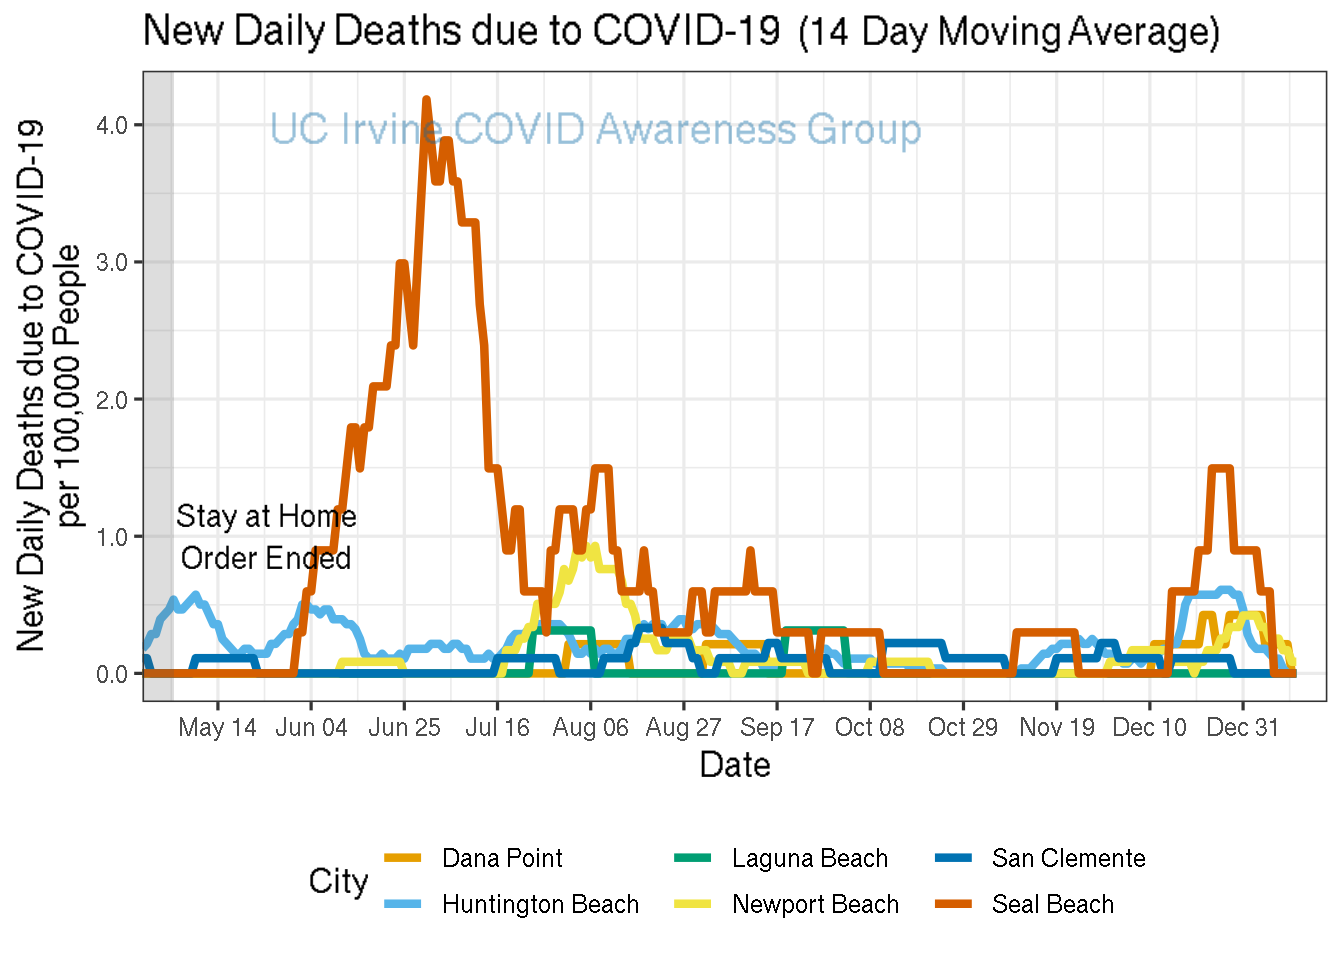 New Daily Deaths due to COVID-19 (14 Day Moving Average)
UC Irvine COVID Awareness Group
New Daily Deaths due to COVID-19
per 100,000 People
4.0
3.0
2.0
1.0
0.0
Stay at Home
Order Ended
May 14 Jun 04 Jun 25 Jul 16 Aug 06 Aug 27 Sep 17 Oct 08 Oct 29 Nov 19 Dec 10 Dec 31
Date
City
Dana Point Laguna Beach San Clemente
Huntington Beach Newport Beach Seal Beach